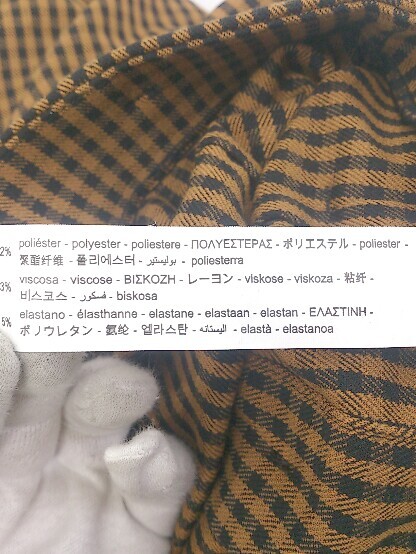 2% poliéster - polyester - poliestere - ΠΟΛΥΕΣΤΕΡΑΣ - ポリエステル - poliester -
聚酯纤维 - 폴리에스터 - بوليستير - poliesterra
3% viscosa - viscose - ΒΙΣΚΟΖΗ - レーヨン - viskose - viskoza - 粘纤 -
비스코스 - فسكوز - biskosa
5% elastano - élasthanne - elastane - elastaan - elastan - ΕΛΑΣΤΙΝΗ -
ポリウレタン - 氨纶 - 엘라스탄 - اليستانه - elastà - elastanoa